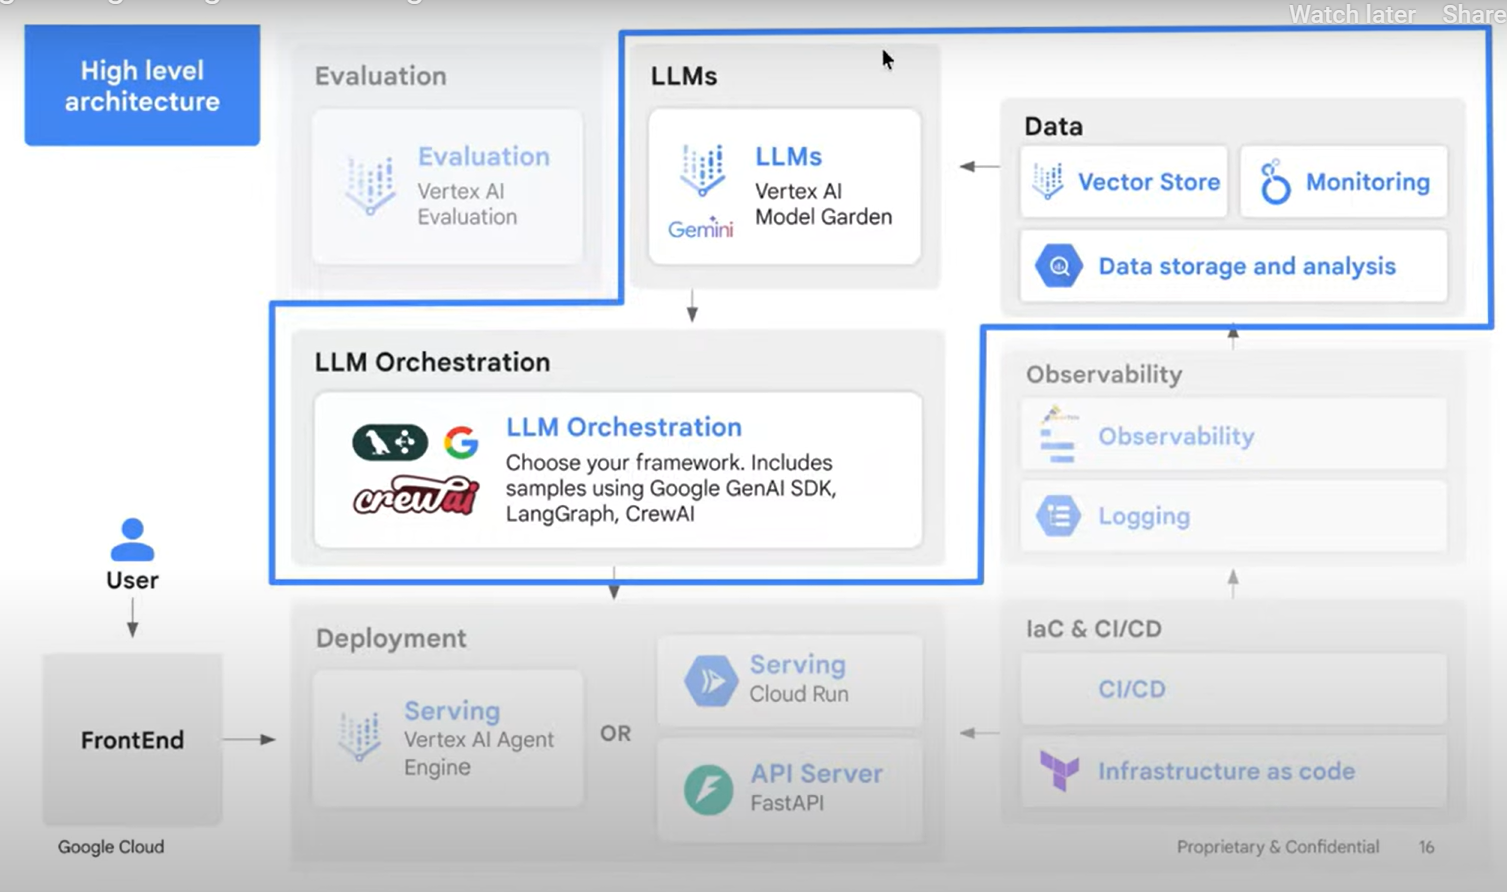 Watch later Share
High level
architecture
Evaluation
Evaluation
Vertex AI
Evaluation
LLMs
LLMs
Vertex AI
Model Garden
Gemini
Data
Vector Store
Monitoring
Data storage and analysis
LLM Orchestration
LLM Orchestration
Choose your framework. Includes
samples using Google GenAI SDK,
LangGraph, CrewAI
G
crewai
Observability
Observability
Logging
User
FrontEnd
Deployment
Serving
Vertex AI Agent
Engine
OR
Serving
Cloud Run
API Server
FastAPI
IaC & CI/CD
CI/CD
Infrastructure as code
Google Cloud
Proprietary & Confidential 16